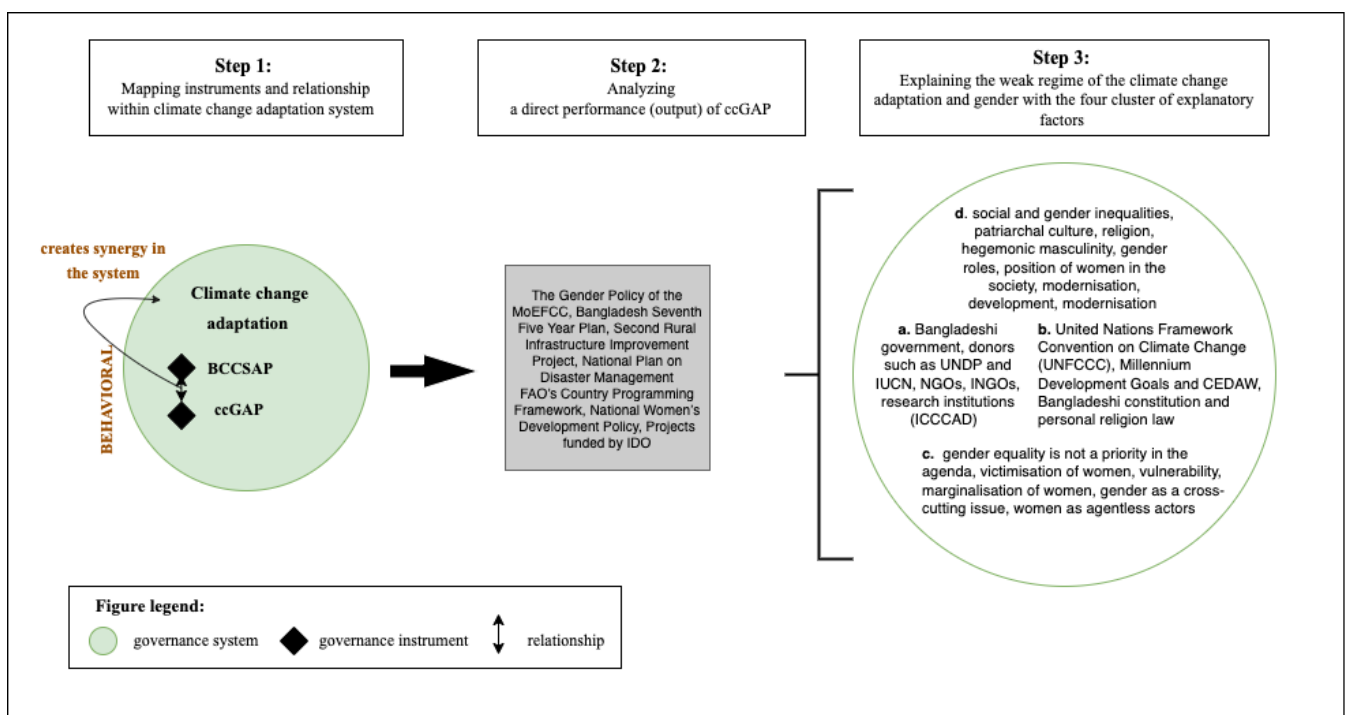 Step 1:
Mapping instruments and relationship
within climate change adaptation system
Step 2:
Analyzing
a direct performance (output) of ccGAP
Step 3:
Explaining the weak regime of the climate change
adaptation and gender with the four cluster of explanatory
factors
creates synergy in
the system
BEHAVIORAL
Climate change
adaptation
BCCSAP
ccGAP
The Gender Policy of the
MoEFCC, Bangladesh Seventh
Five Year Plan, Second Rural
Infrastructure Improvement
Project, National Plan on
Disaster Management
FAO's Country Programming
Framework, National Women's
Development Policy, Projects
funded by IDO
d. social and gender inequalities,
patriarchal culture, religion,
hegemonic masculinity, gender
roles, position of women in the
society, modernisation,
development, modernisation
a. Bangladeshi
government, donors
such as UNDP and
IUCN, NGOs, INGOs,
research institutions
(ICCCAD)
b. United Nations Framework
Convention on Climate Change
(UNFCCC), Millennium
Development Goals and CEDAW,
Bangladeshi constitution and
personal religion law
c. gender equality is not a priority in the
agenda, victimisation of women, vulnerability,
marginalisation of women, gender as a cross-
cutting issue, women as agentless actors
Figure legend:
governance system
governance instrument
relationship